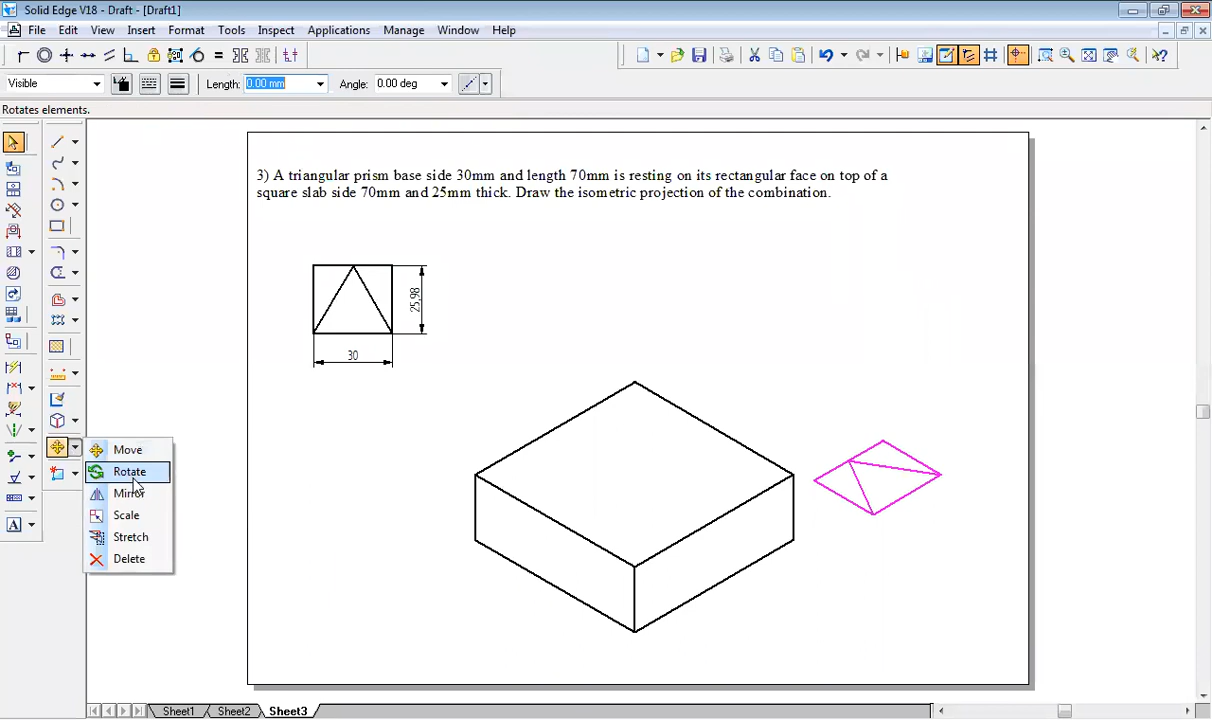 Solid Edge V18 - Draft - [Draft1]
File Edit View Insert Format Tools Inspect Applications Manage Window Help
Visible Length: 0.00 mm Angle: 0.00 deg
Rotates elements.
3) A triangular prism base side 30mm and length 70mm is resting on its rectangular face on top of a
square slab side 70mm and 25mm thick. Draw the isometric projection of the combination.
25,98
30
Move
Rotate
Mirror
Scale
Stretch
Delete
A
Sheet1 Sheet2 Sheet3